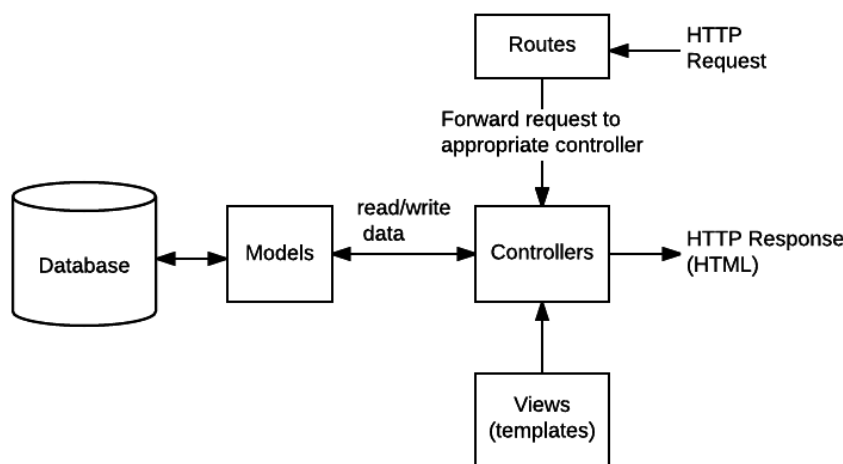 Routes
HTTP
Request
Forward request to
appropriate controller
Database
Models
read/write
data
Controllers
HTTP Response
(HTML)
Views
(templates)